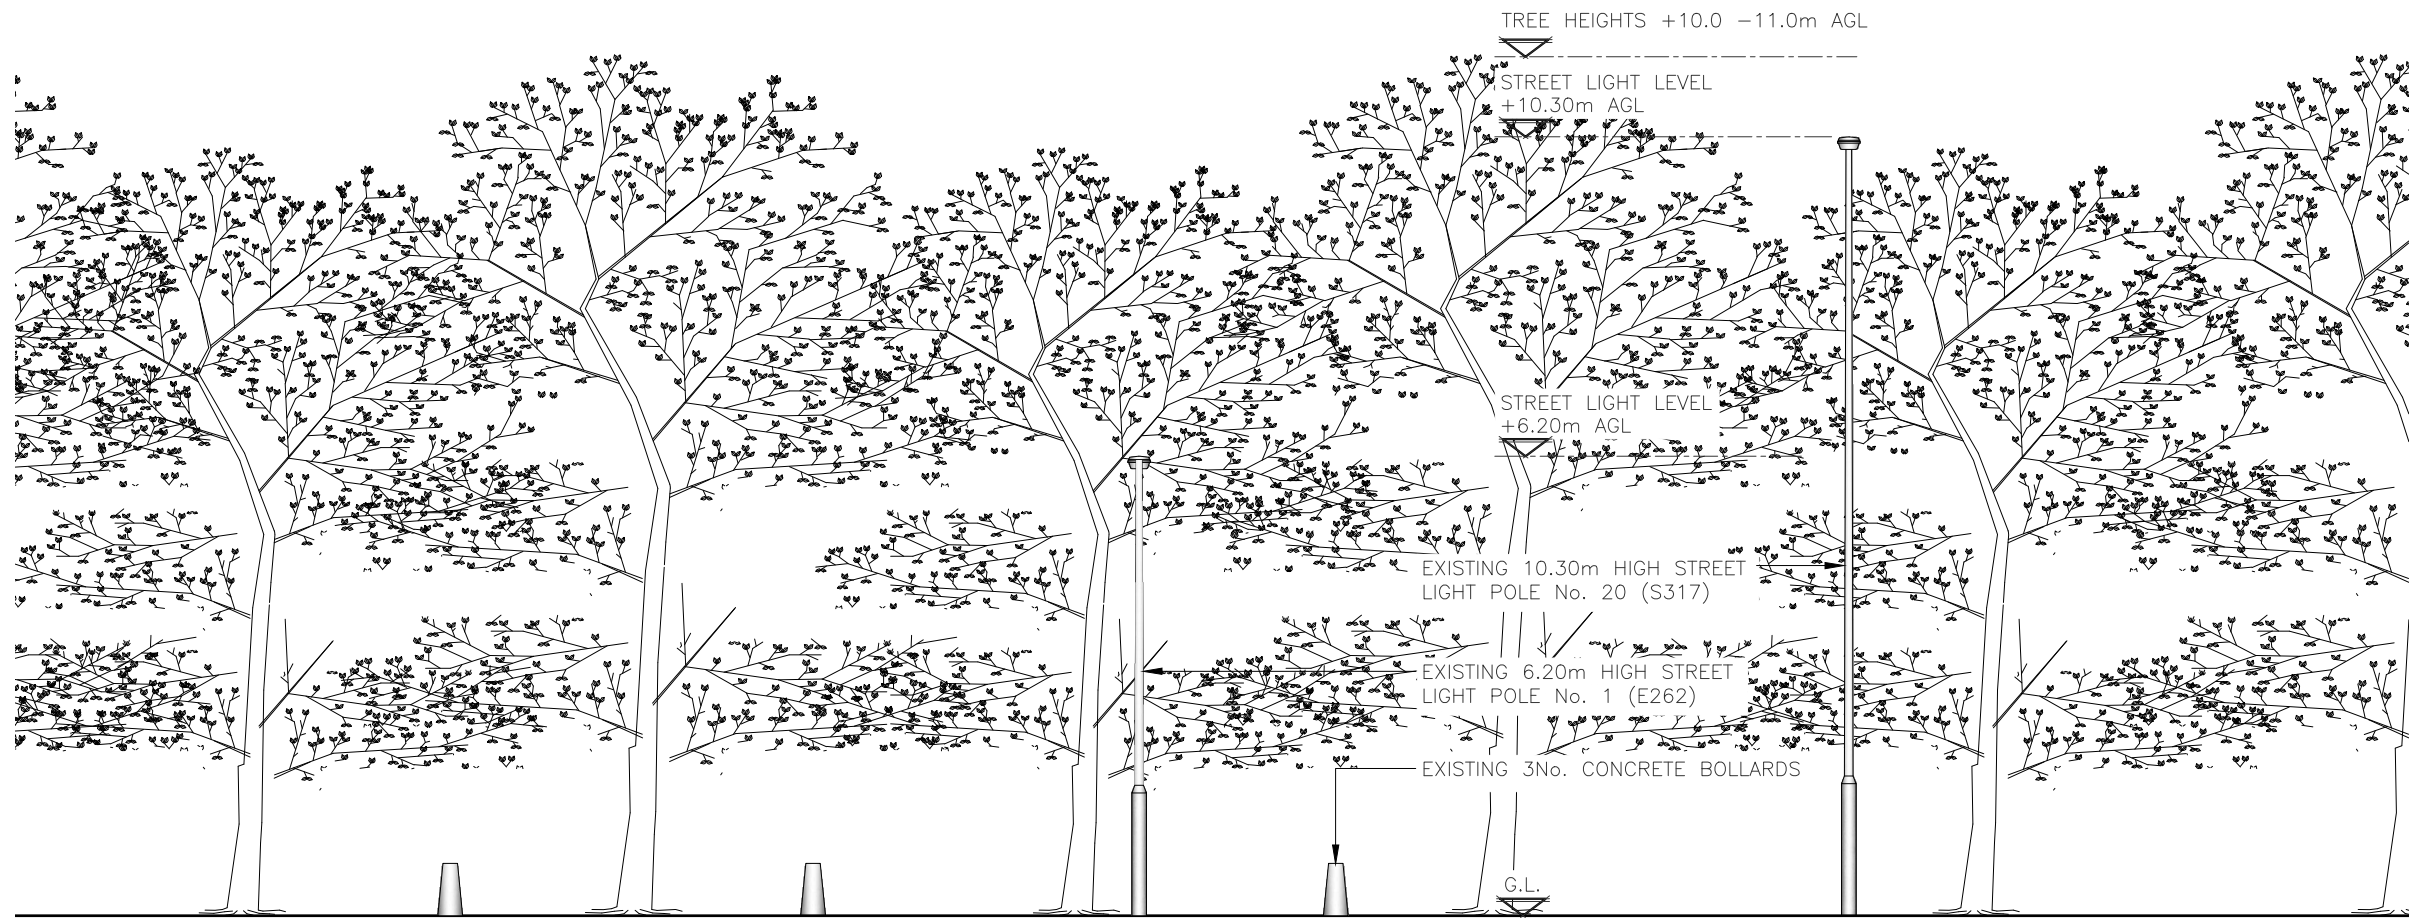 TREE HEIGHTS +10.0 -11.0m AGL
STREET LIGHT LEVEL
+10.30m AGL
STREET LIGHT LEVEL
+6.20m AGL
EXISTING 10.30m HIGH STREET
LIGHT POLE No. 20 (S317)
EXISTING 6.20m HIGH STREET
LIGHT POLE No. 1 (E262)
EXISTING 3No. CONCRETE BOLLARDS
G.L.